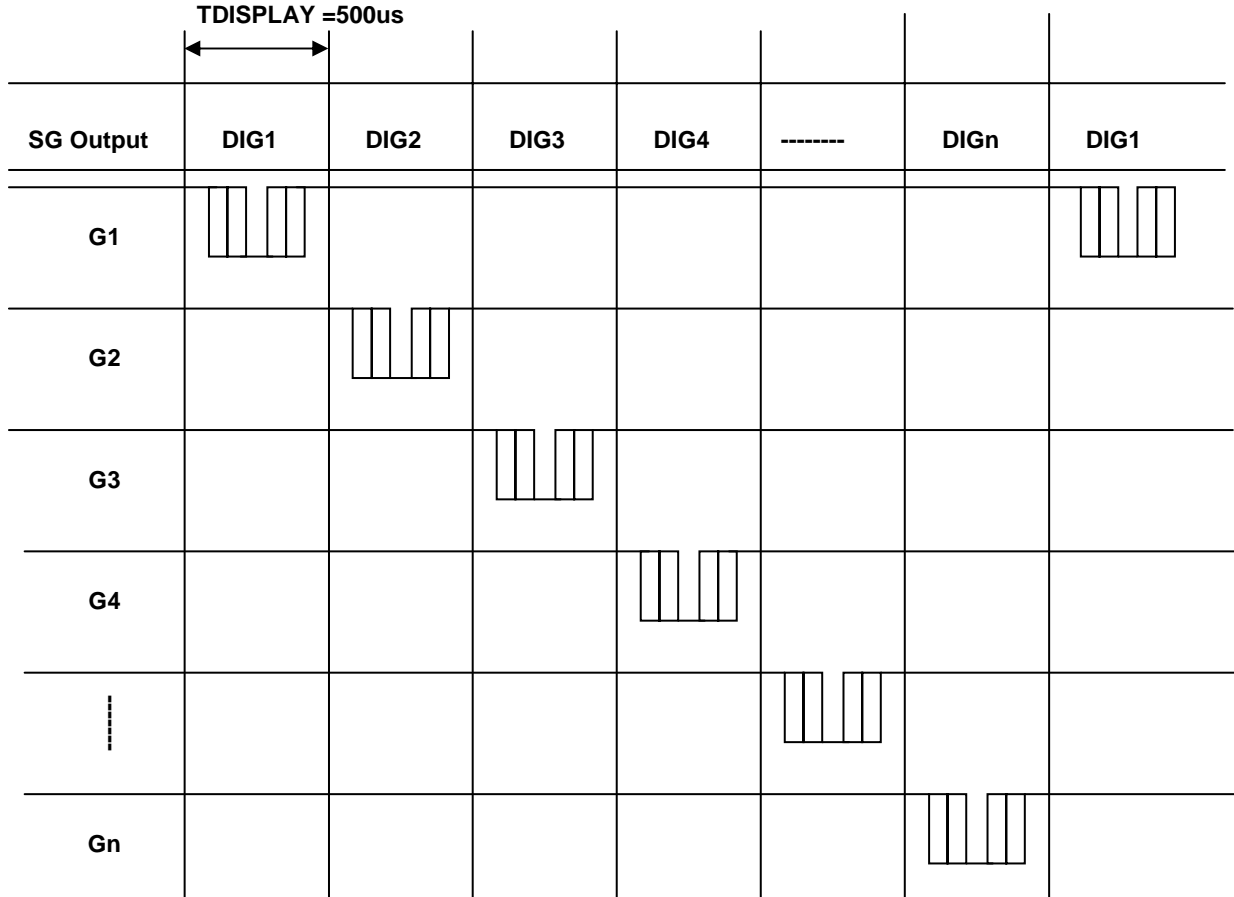 TDISPLAY =500us
SG Output DIG1 DIG2 DIG3 DIG4 -------- DIGn DIG1
G1
G2
G3
G4
--------
Gn